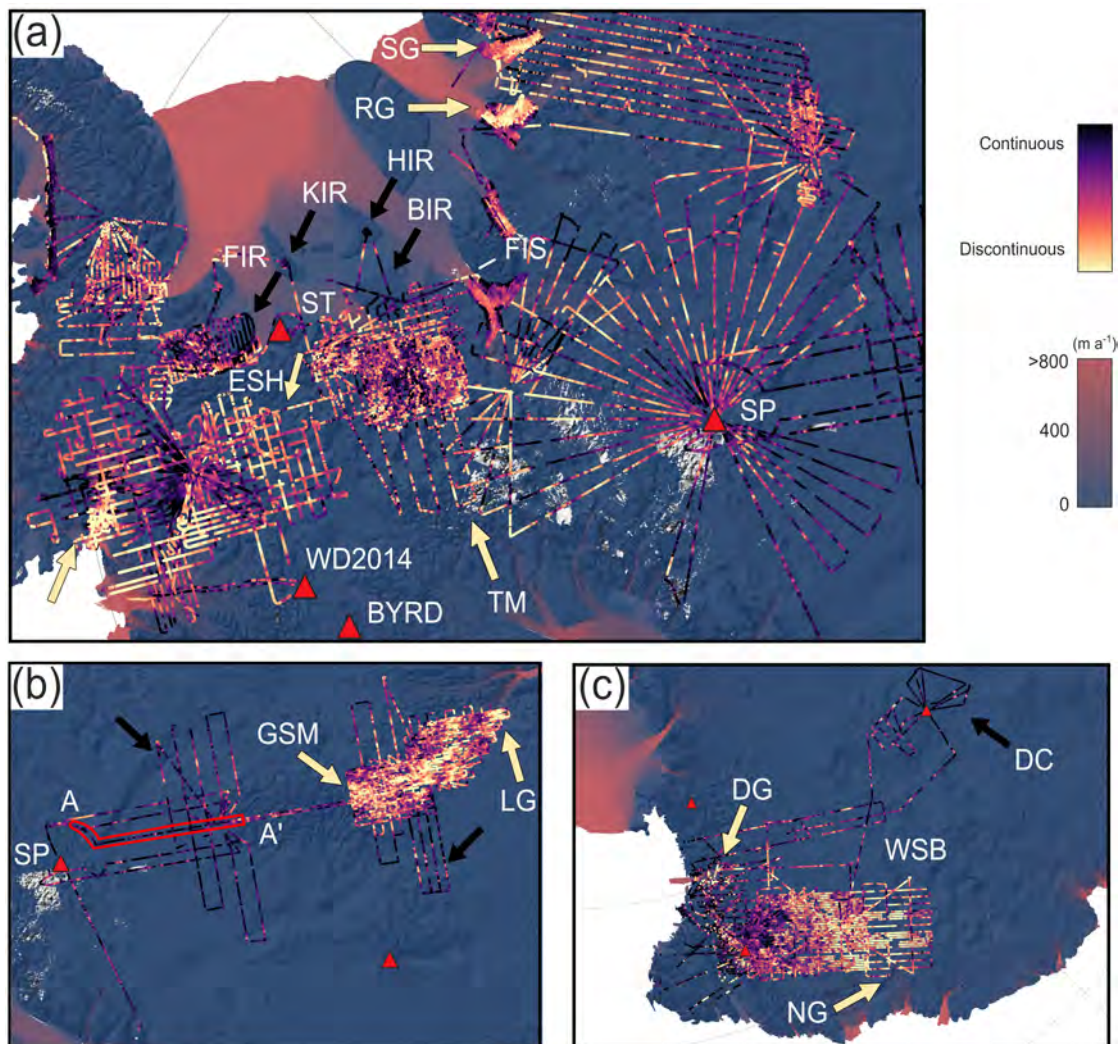 (a)
SG
RG
HIR
KIR
BIR
FIR
FIS
ST
ESH
SP
WD2014
TM
BYRD
Continuous
Discontinuous
(m a⁻¹)
>800
400
0
(b)
GSM
LG
A
A'
SP
(c)
DC
DG
WSB
NG